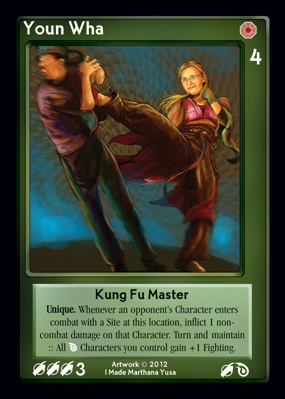 Youn Wha
4
Kung Fu Master
Unique. Whenever an opponent's Character enters
combat with a Site at this location, inflict 1 non-
combat damage on that Character. Turn and maintain
:: All Characters you control gain +1 Fighting.
Artwork © 2012
I Made Marthana Yusa
3